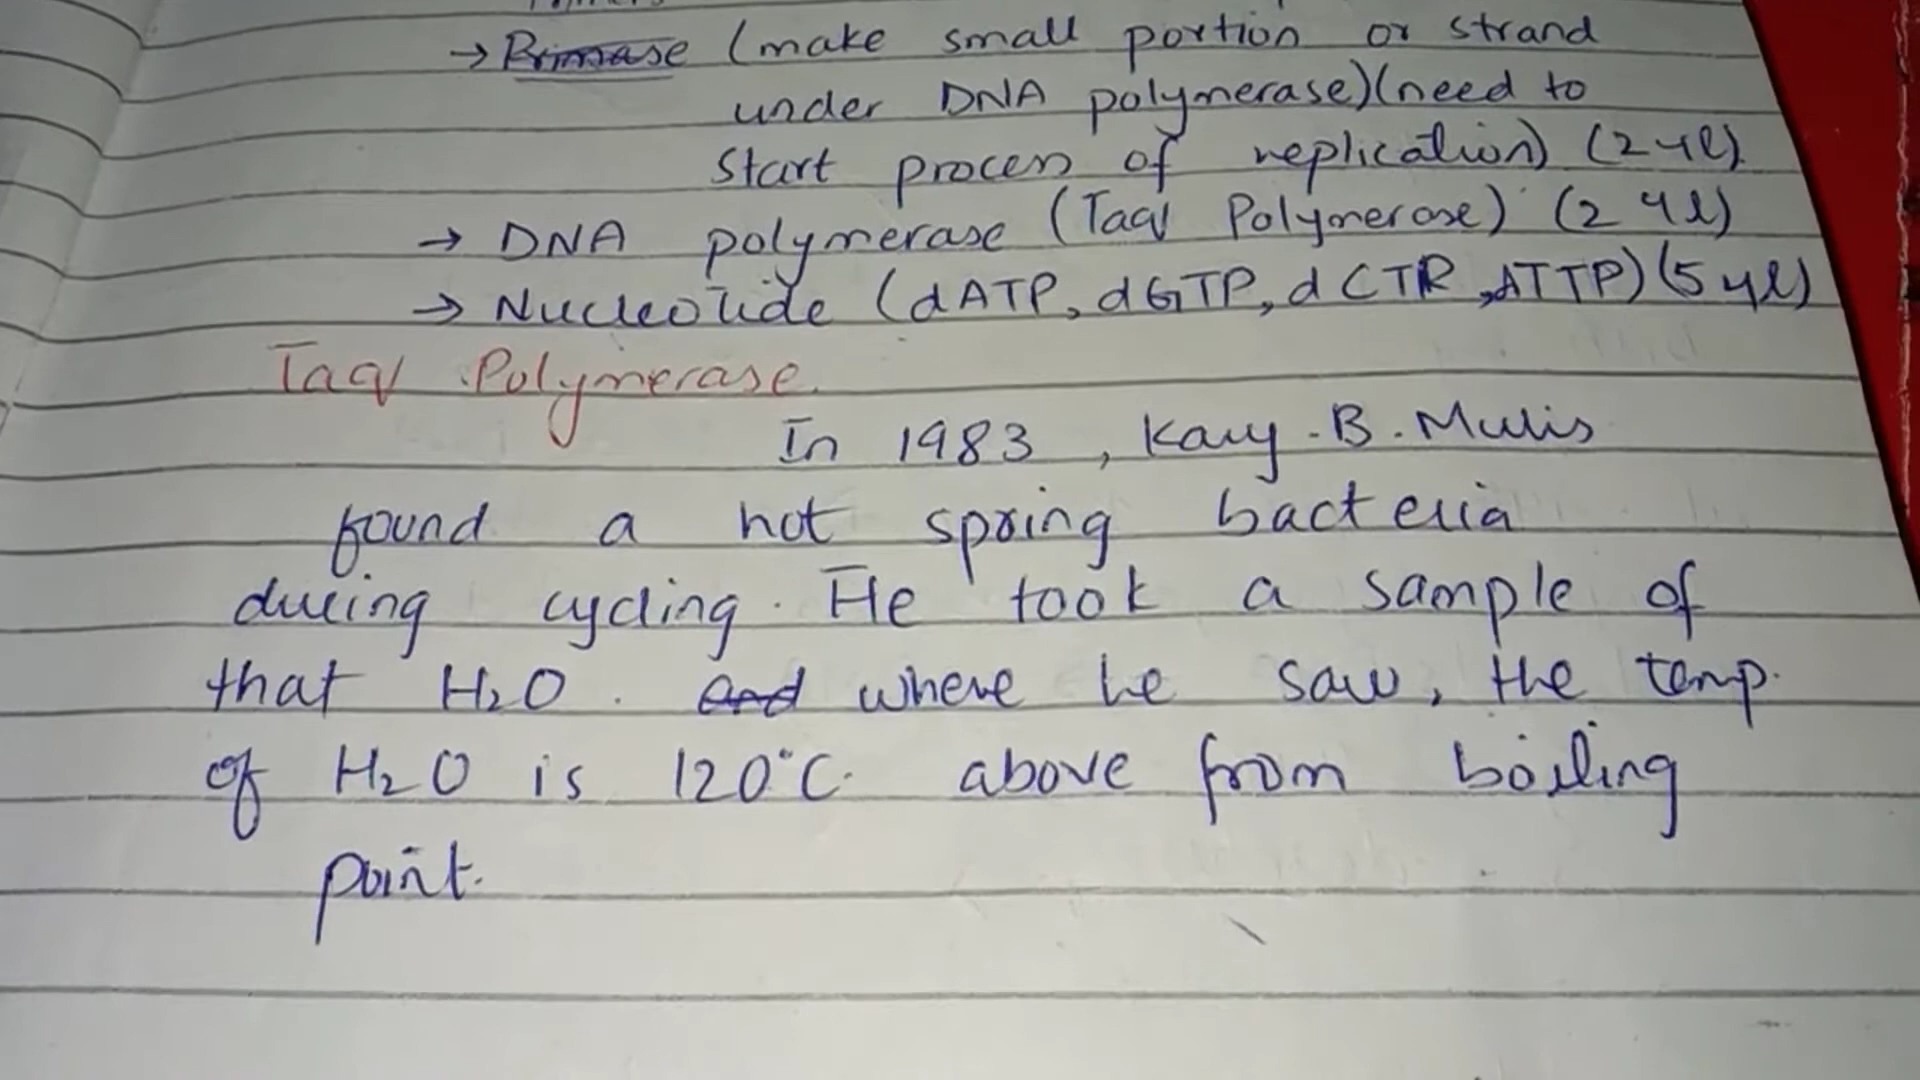 Primers
→ Primase (make small portion or strand
under DNA polymerase)(need to
Start process of replication) (2 μl)
→ DNA polymerase (Taq Polymerase) (2 μl)
→ Nucleotide (dATP, dGTP, dCTP, dTTP) (5 μl)
Taq Polymerase.
In 1983, Kary.B.Mulis
found a hot spring bacteria
during cycling. He took a sample of
that H₂O. and where he saw, the temp.
of H₂O is 120°C. above from boiling
point.